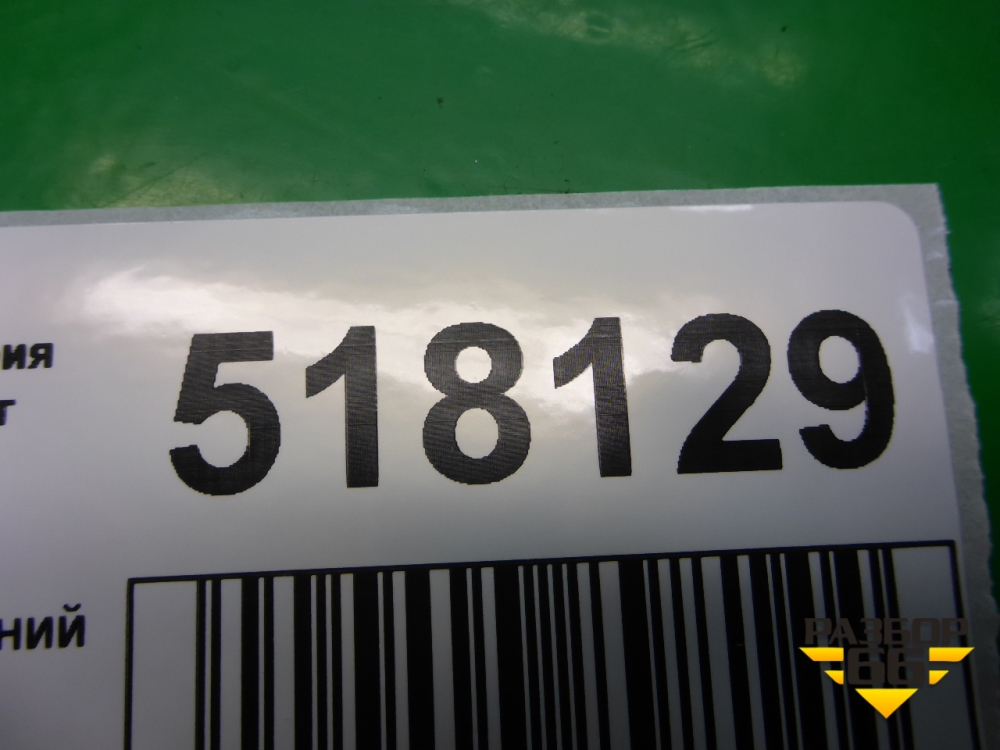 518129
ия
т
ний
РАЗБОР
66